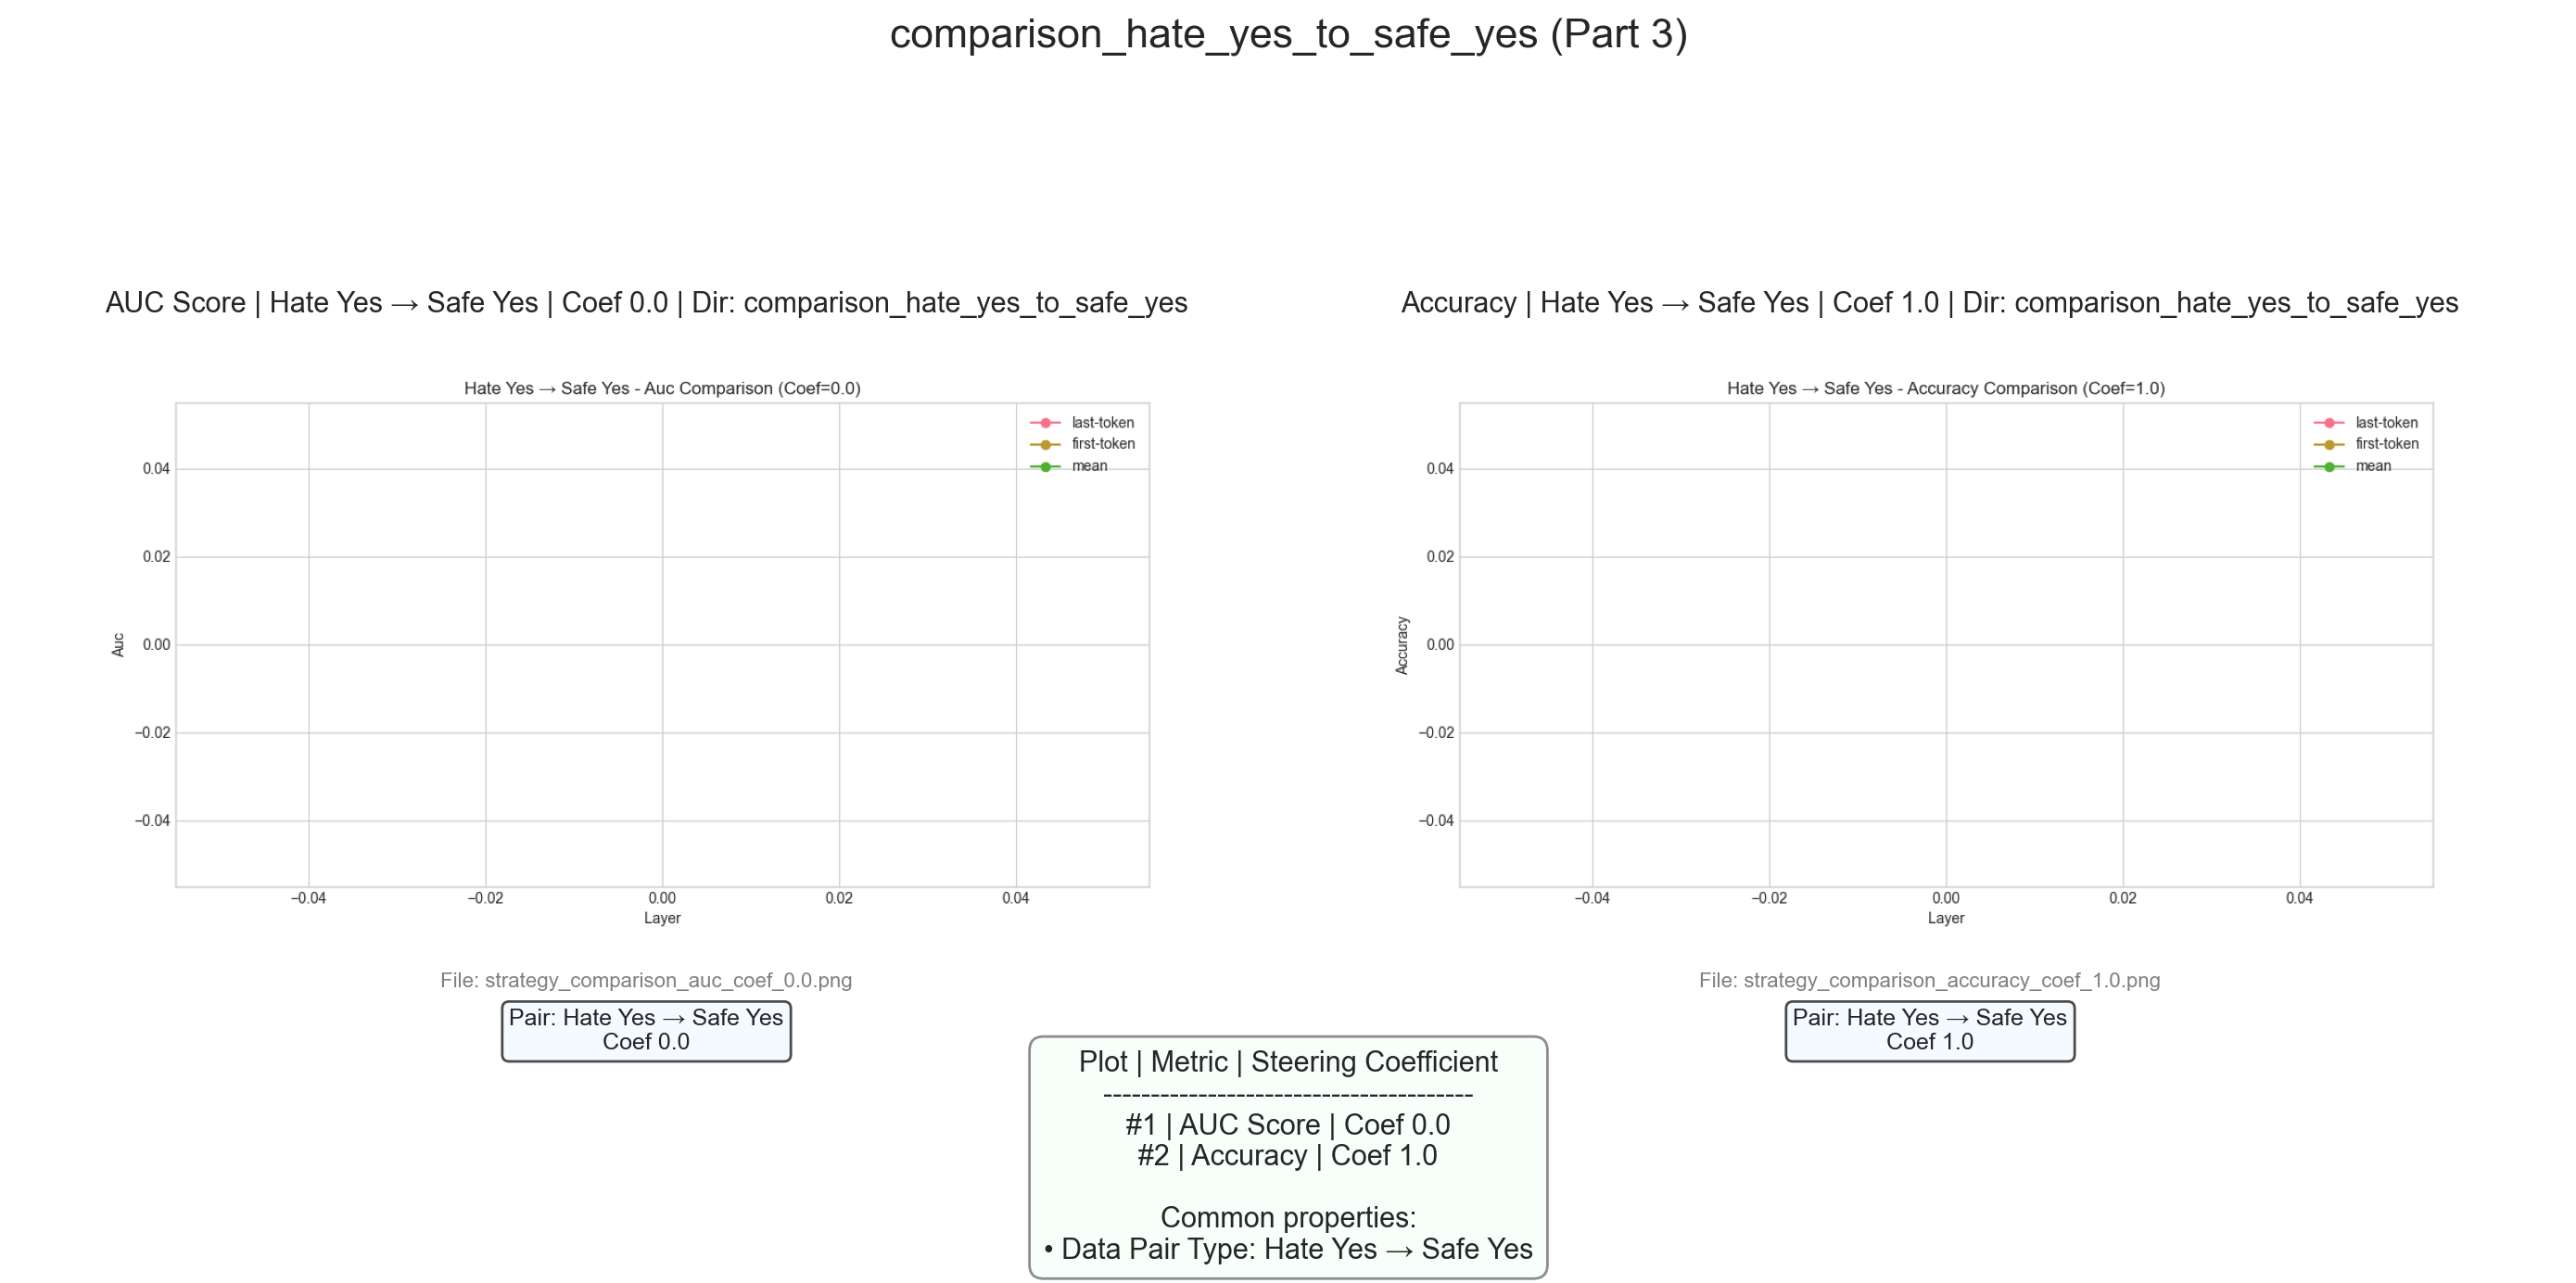 comparison_hate_yes_to_safe_yes (Part 3)
AUC Score | Hate Yes → Safe Yes | Coef 0.0 | Dir: comparison_hate_yes_to_safe_yes
Hate Yes → Safe Yes - Auc Comparison (Coef=0.0)
last-token
first-token
mean
0.04
0.02
0.00
−0.02
−0.04
Auc
−0.04
−0.02
0.00
0.02
0.04
Layer
File: strategy_comparison_auc_coef_0.0.png
Pair: Hate Yes → Safe Yes
Coef 0.0
Accuracy | Hate Yes → Safe Yes | Coef 1.0 | Dir: comparison_hate_yes_to_safe_yes
Hate Yes → Safe Yes - Accuracy Comparison (Coef=1.0)
last-token
first-token
mean
0.04
0.02
0.00
−0.02
−0.04
Accuracy
−0.04
−0.02
0.00
0.02
0.04
Layer
File: strategy_comparison_accuracy_coef_1.0.png
Pair: Hate Yes → Safe Yes
Coef 1.0
Plot | Metric | Steering Coefficient
----------------------------------------
#1 | AUC Score | Coef 0.0
#2 | Accuracy | Coef 1.0
Common properties:
• Data Pair Type: Hate Yes → Safe Yes